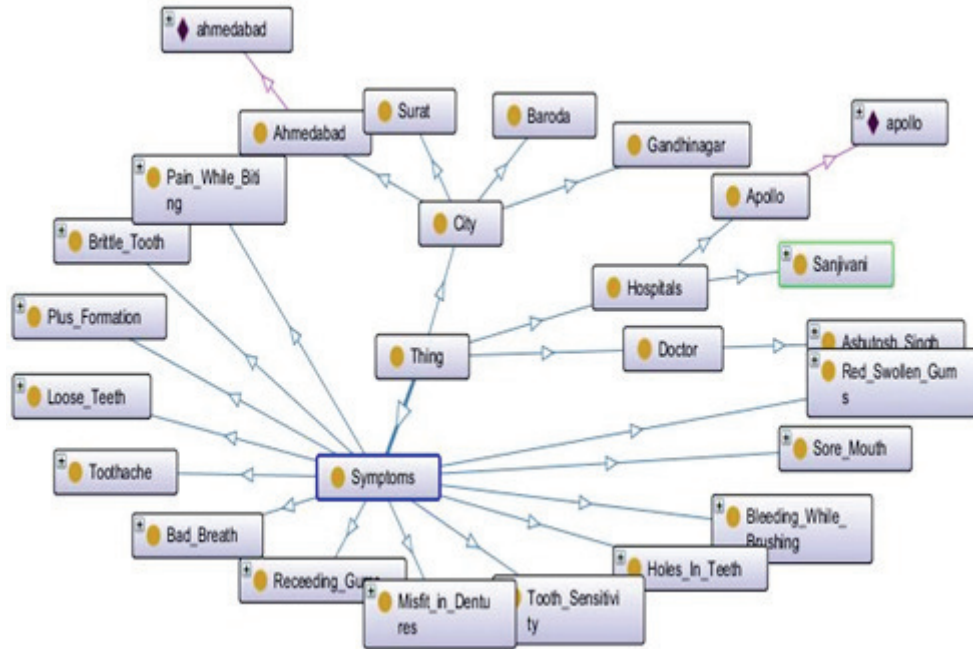 ahmedabad
Surat
Baroda
Ahmedabad
Gandhinagar
apollo
Pain_While_Biti
ng
Apollo
City
Brittle_Tooth
Sanjivani
Hospitals
Plus_Formation
Thing
Doctor
Ashutosh_Singh
Red_Swollen_Gum
s
Loose_Teeth
Sore_Mouth
Toothache
Symptoms
Bleeding_While_
Brushing
Bad_Breath
Holes_In_Teeth
Receeding_Gums
Misfit_in_Dentu
res
Tooth_Sensitivi
ty